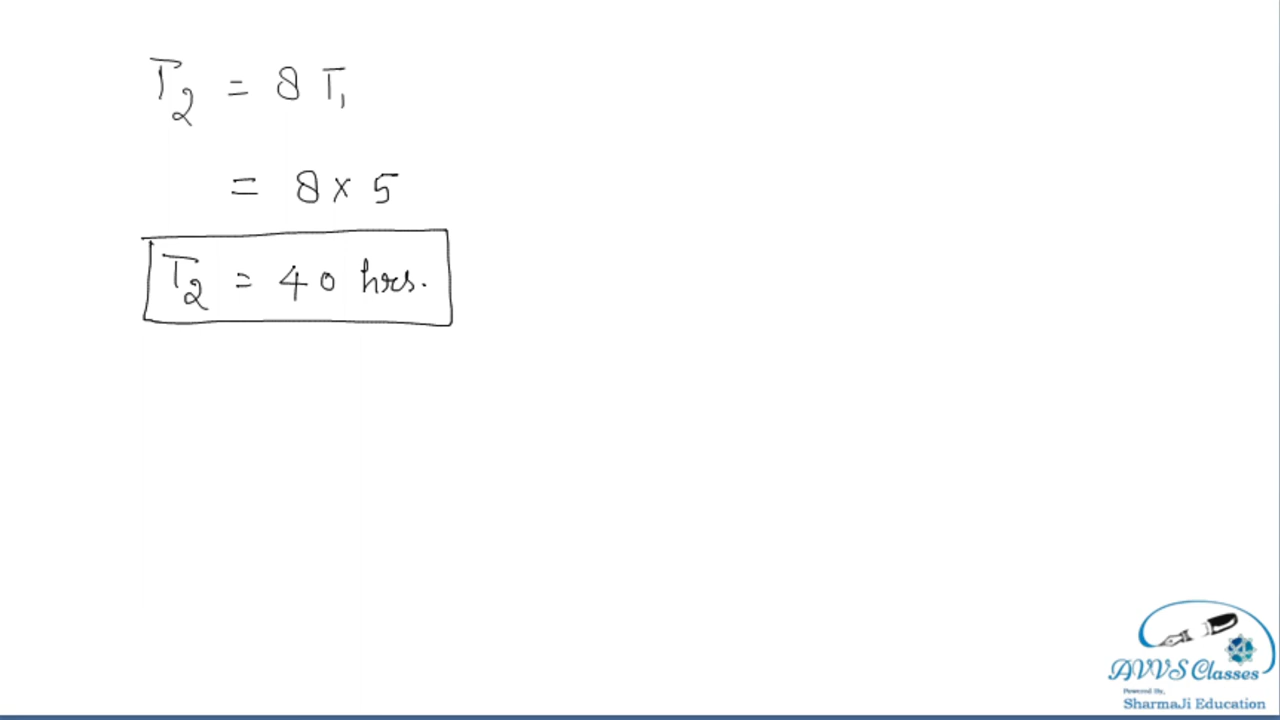 T₂ = 8 T₁
= 8 × 5
T₂ = 40 hrs.
AVVS Classes
Powered By,
SharmaJi Education